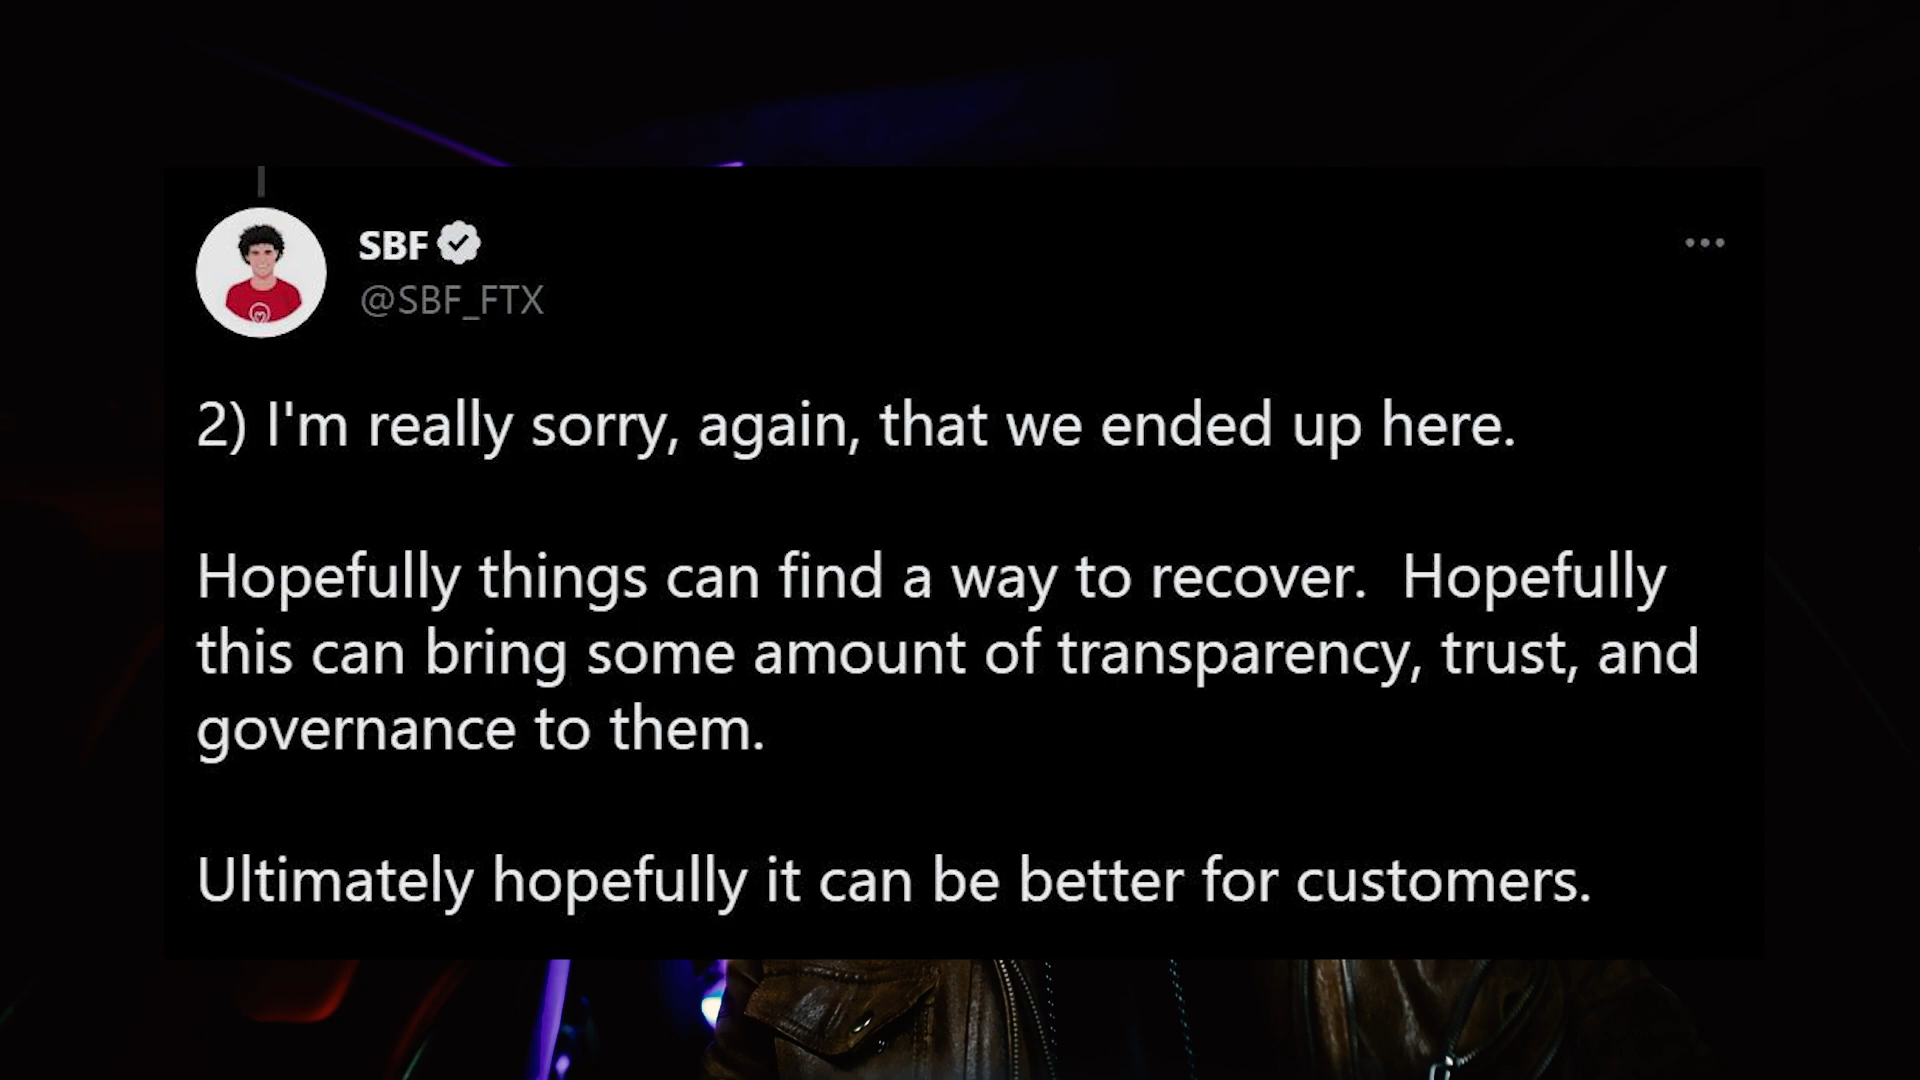 SBF
@SBF_FTX
2) I'm really sorry, again, that we ended up here.
Hopefully things can find a way to recover.  Hopefully
this can bring some amount of transparency, trust, and
governance to them.
Ultimately hopefully it can be better for customers.